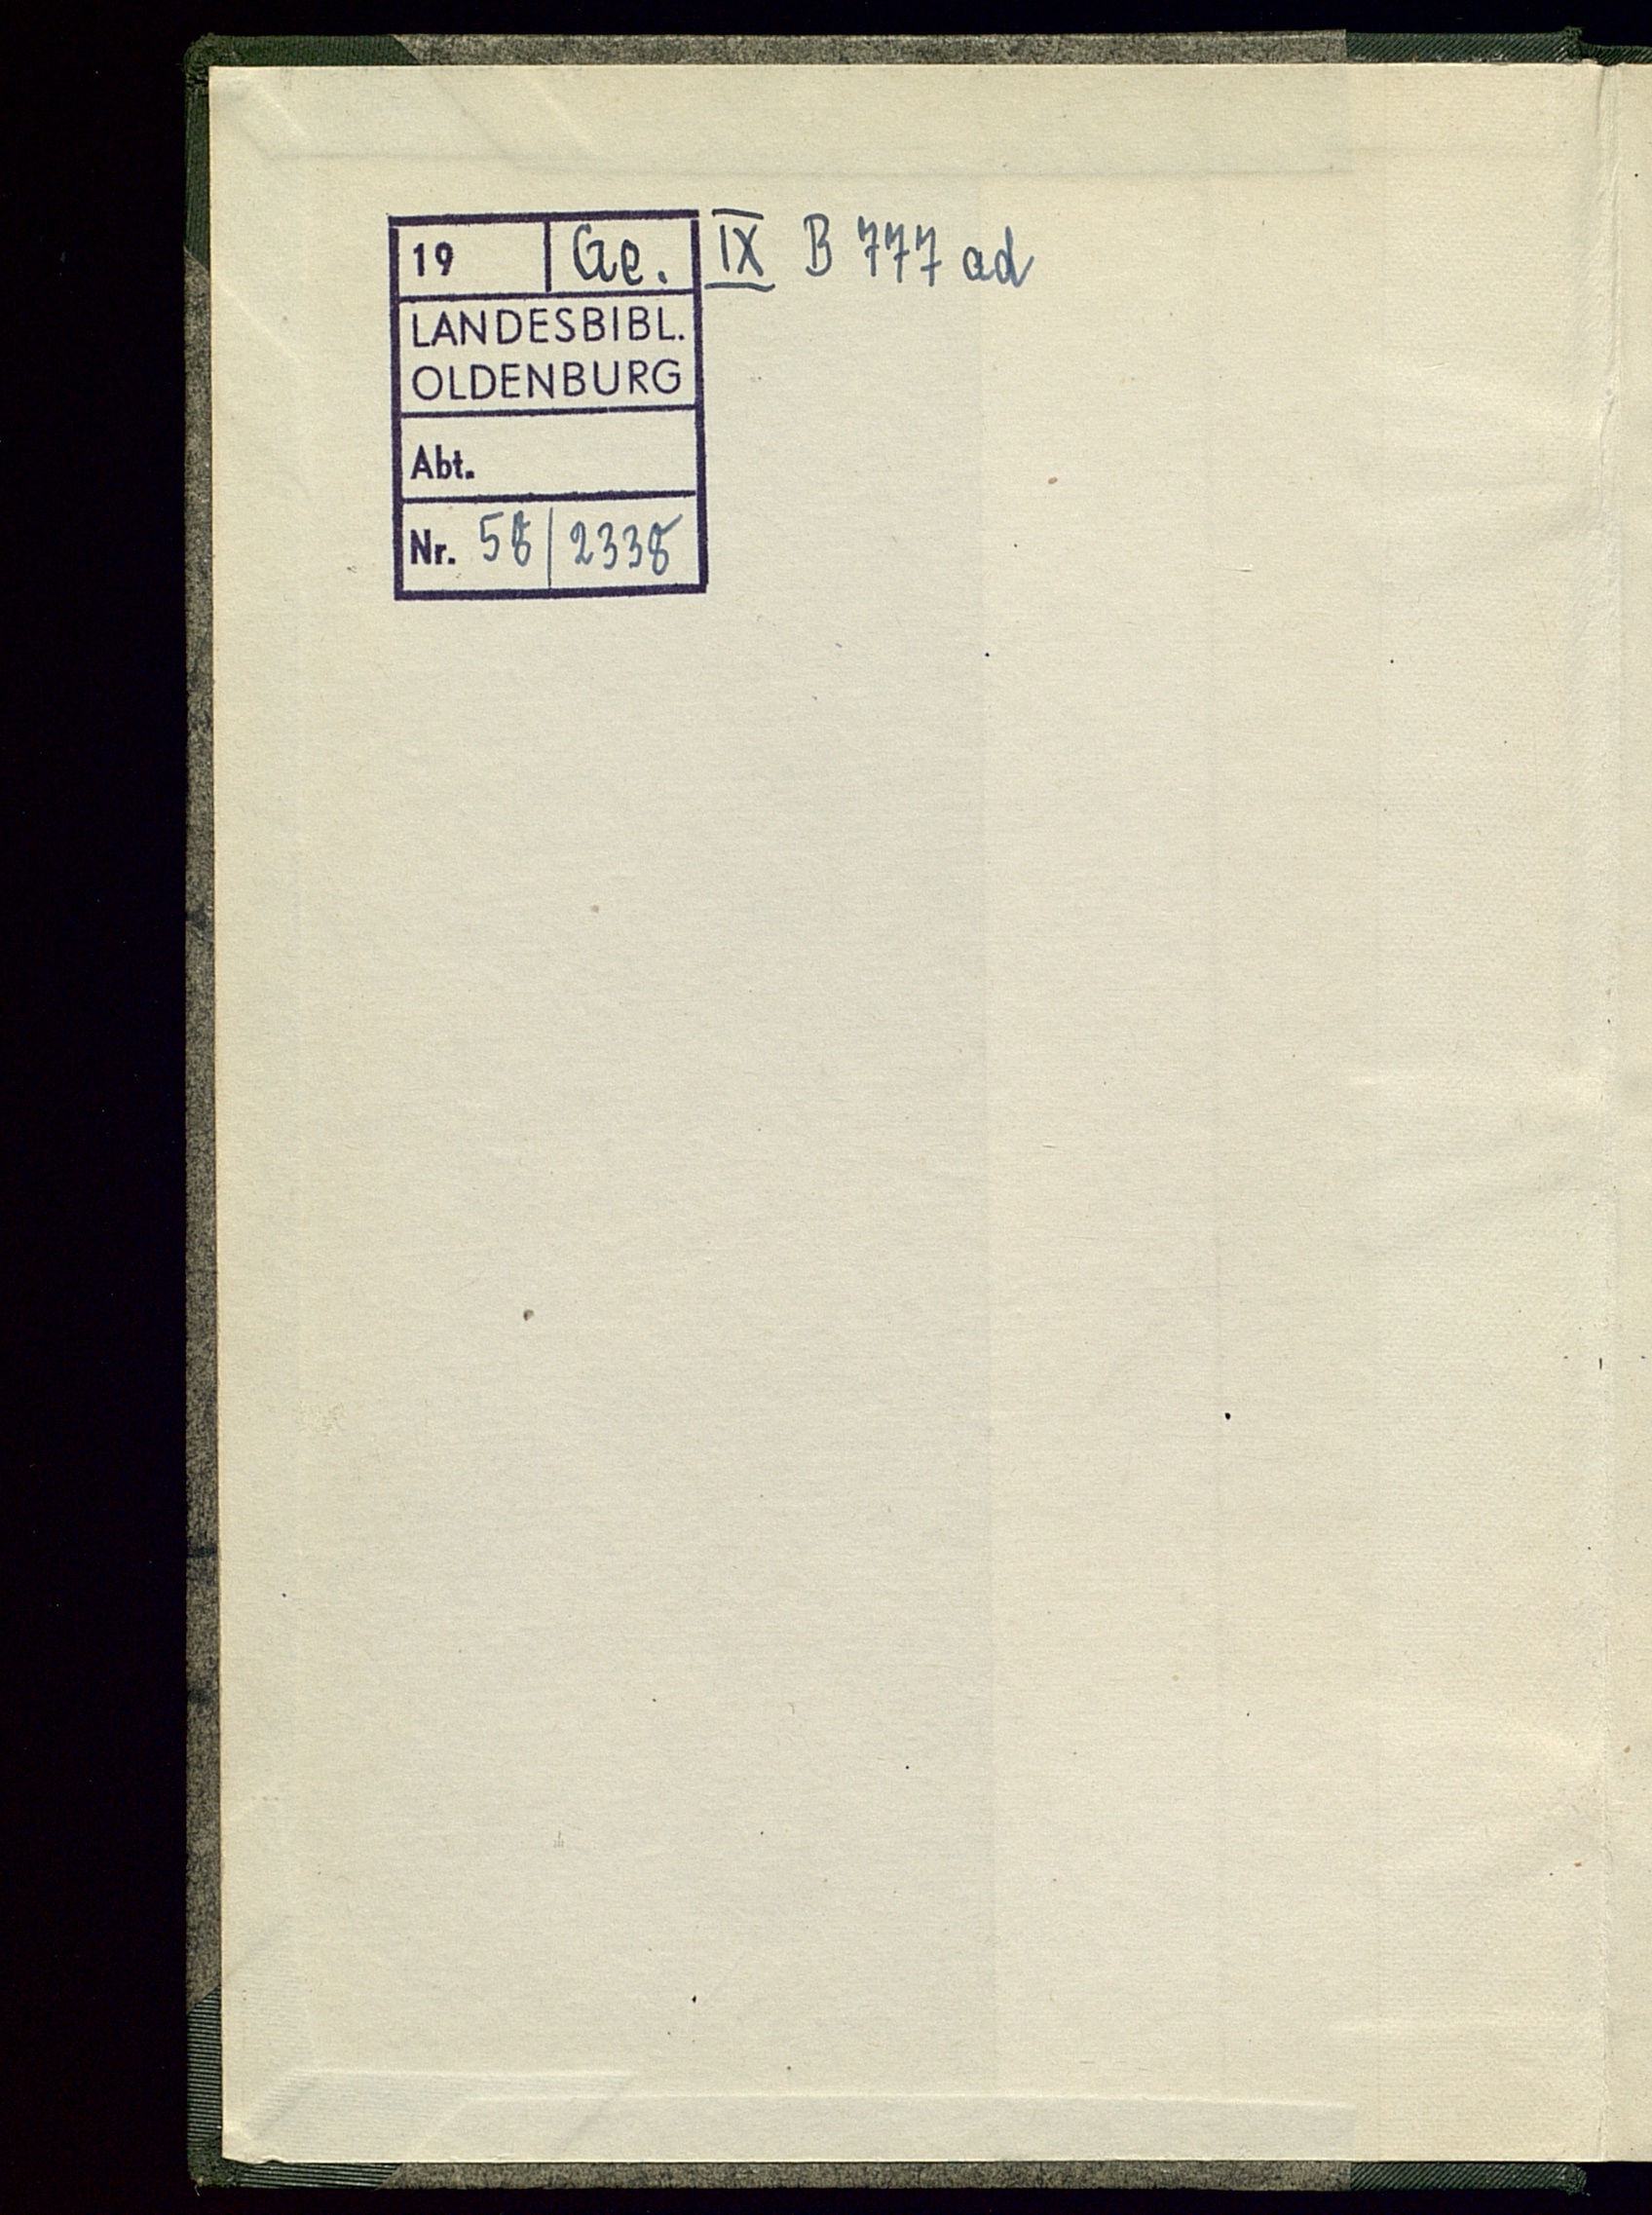 19 Ge. IX B 777 ad
LANDESBIBL.
OLDENBURG
Abt.
Nr. 58/2338